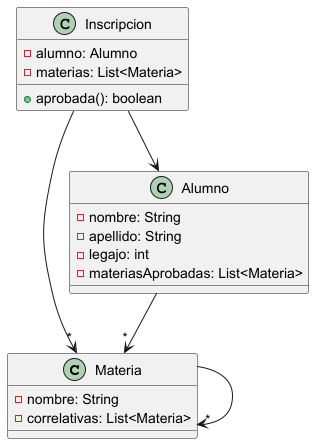 C Inscripcion
alumno: Alumno
materias: List<Materia>
aprobada(): boolean
C Alumno
nombre: String
apellido: String
legajo: int
materiasAprobadas: List<Materia>
*
*
C Materia
nombre: String
correlativas: List<Materia>
*